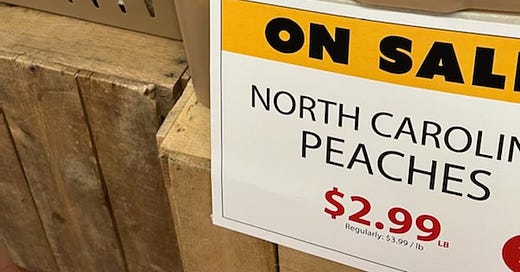 ON SAL
NORTH CAROLIN
PEACHES
$2.99 LB
Regularly: $3.99 / lb